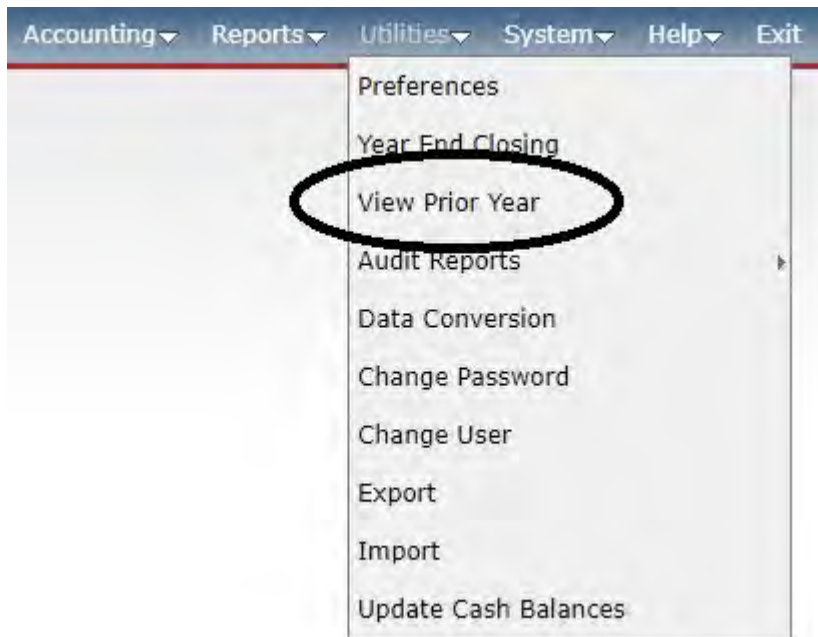 Accounting Reports Utilities System Help Exit
Preferences
Year End Closing
View Prior Year
Audit Reports
Data Conversion
Change Password
Change User
Export
Import
Update Cash Balances